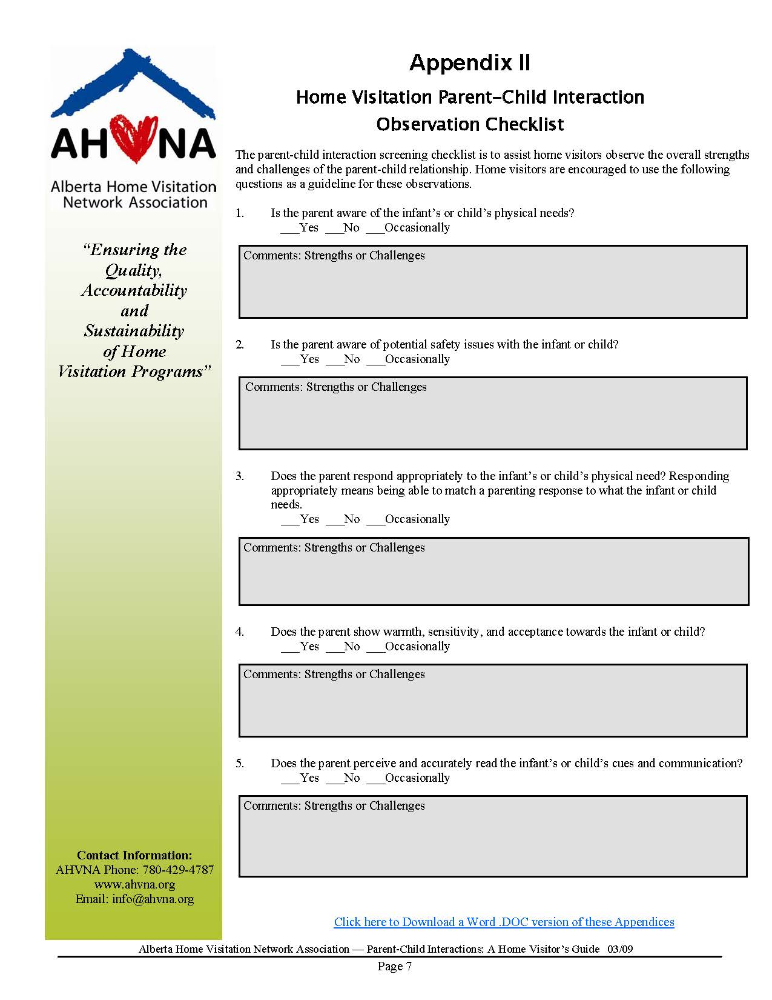 AHVNA
Alberta Home Visitation
Network Association
“Ensuring the
Quality,
Accountability
and
Sustainability
of Home
Visitation Programs”
Contact Information:
AHVNA Phone: 780-429-4787
www.ahvna.org
Email: info@ahvna.org
Appendix II
Home Visitation Parent-Child Interaction
Observation Checklist
The parent-child interaction screening checklist is to assist home visitors observe the overall strengths
and challenges of the parent-child relationship. Home visitors are encouraged to use the following
questions as a guideline for these observations.
1. Is the parent aware of the infant’s or child’s physical needs?
___Yes ___No ___Occasionally
Comments: Strengths or Challenges
2. Is the parent aware of potential safety issues with the infant or child?
___Yes ___No ___Occasionally
Comments: Strengths or Challenges
3. Does the parent respond appropriately to the infant’s or child’s physical need? Responding
appropriately means being able to match a parenting response to what the infant or child
needs.
___Yes ___No ___Occasionally
Comments: Strengths or Challenges
4. Does the parent show warmth, sensitivity, and acceptance towards the infant or child?
___Yes ___No ___Occasionally
Comments: Strengths or Challenges
5. Does the parent perceive and accurately read the infant’s or child’s cues and communication?
___Yes ___No ___Occasionally
Comments: Strengths or Challenges
Click here to Download a Word .DOC version of these Appendices
Alberta Home Visitation Network Association — Parent-Child Interactions: A Home Visitor’s Guide 03/09
Page 7